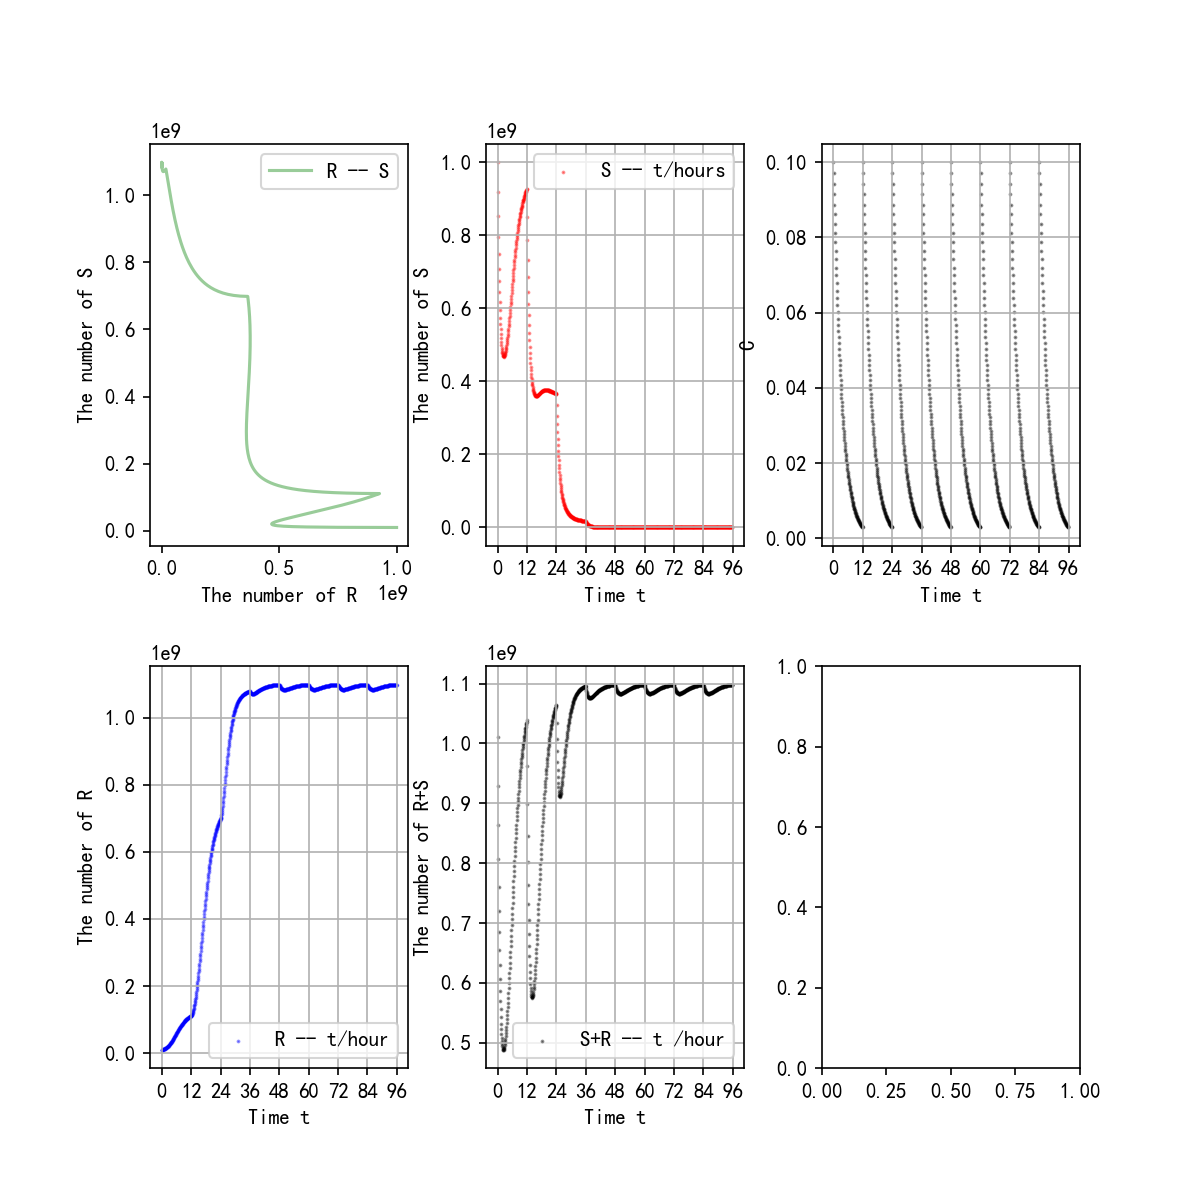 1e9
R -- S
The number of S
1.0
0.8
0.6
0.4
0.2
0.0
0.0 0.5 1.0
The number of R 1e9
1e9
S -- t/hours
The number of S
1.0
0.8
0.6
0.4
0.2
0.0
0 12 24 36 48 60 72 84 96
Time t
C
0.10
0.08
0.06
0.04
0.02
0.00
0 12 24 36 48 60 72 84 96
Time t
1e9
The number of R
1.0
0.8
0.6
0.4
0.2
0.0
R -- t/hour
0 12 24 36 48 60 72 84 96
Time t
1e9
The number of R+S
1.1
1.0
0.9
0.8
0.7
0.6
0.5
S+R -- t /hour
0 12 24 36 48 60 72 84 96
Time t
1.0
0.8
0.6
0.4
0.2
0.0
0.00 0.25 0.50 0.75 1.00